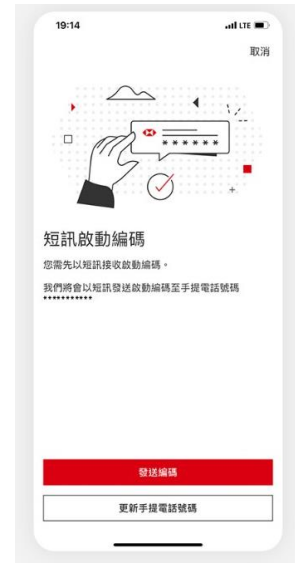 19:14
LTE
取消
******
短訊啟動編碼
您需先以短訊接收啟動編碼。
我們將會以短訊發送啟動編碼至手提電話號碼
***********
發送編碼
更新手提電話號碼